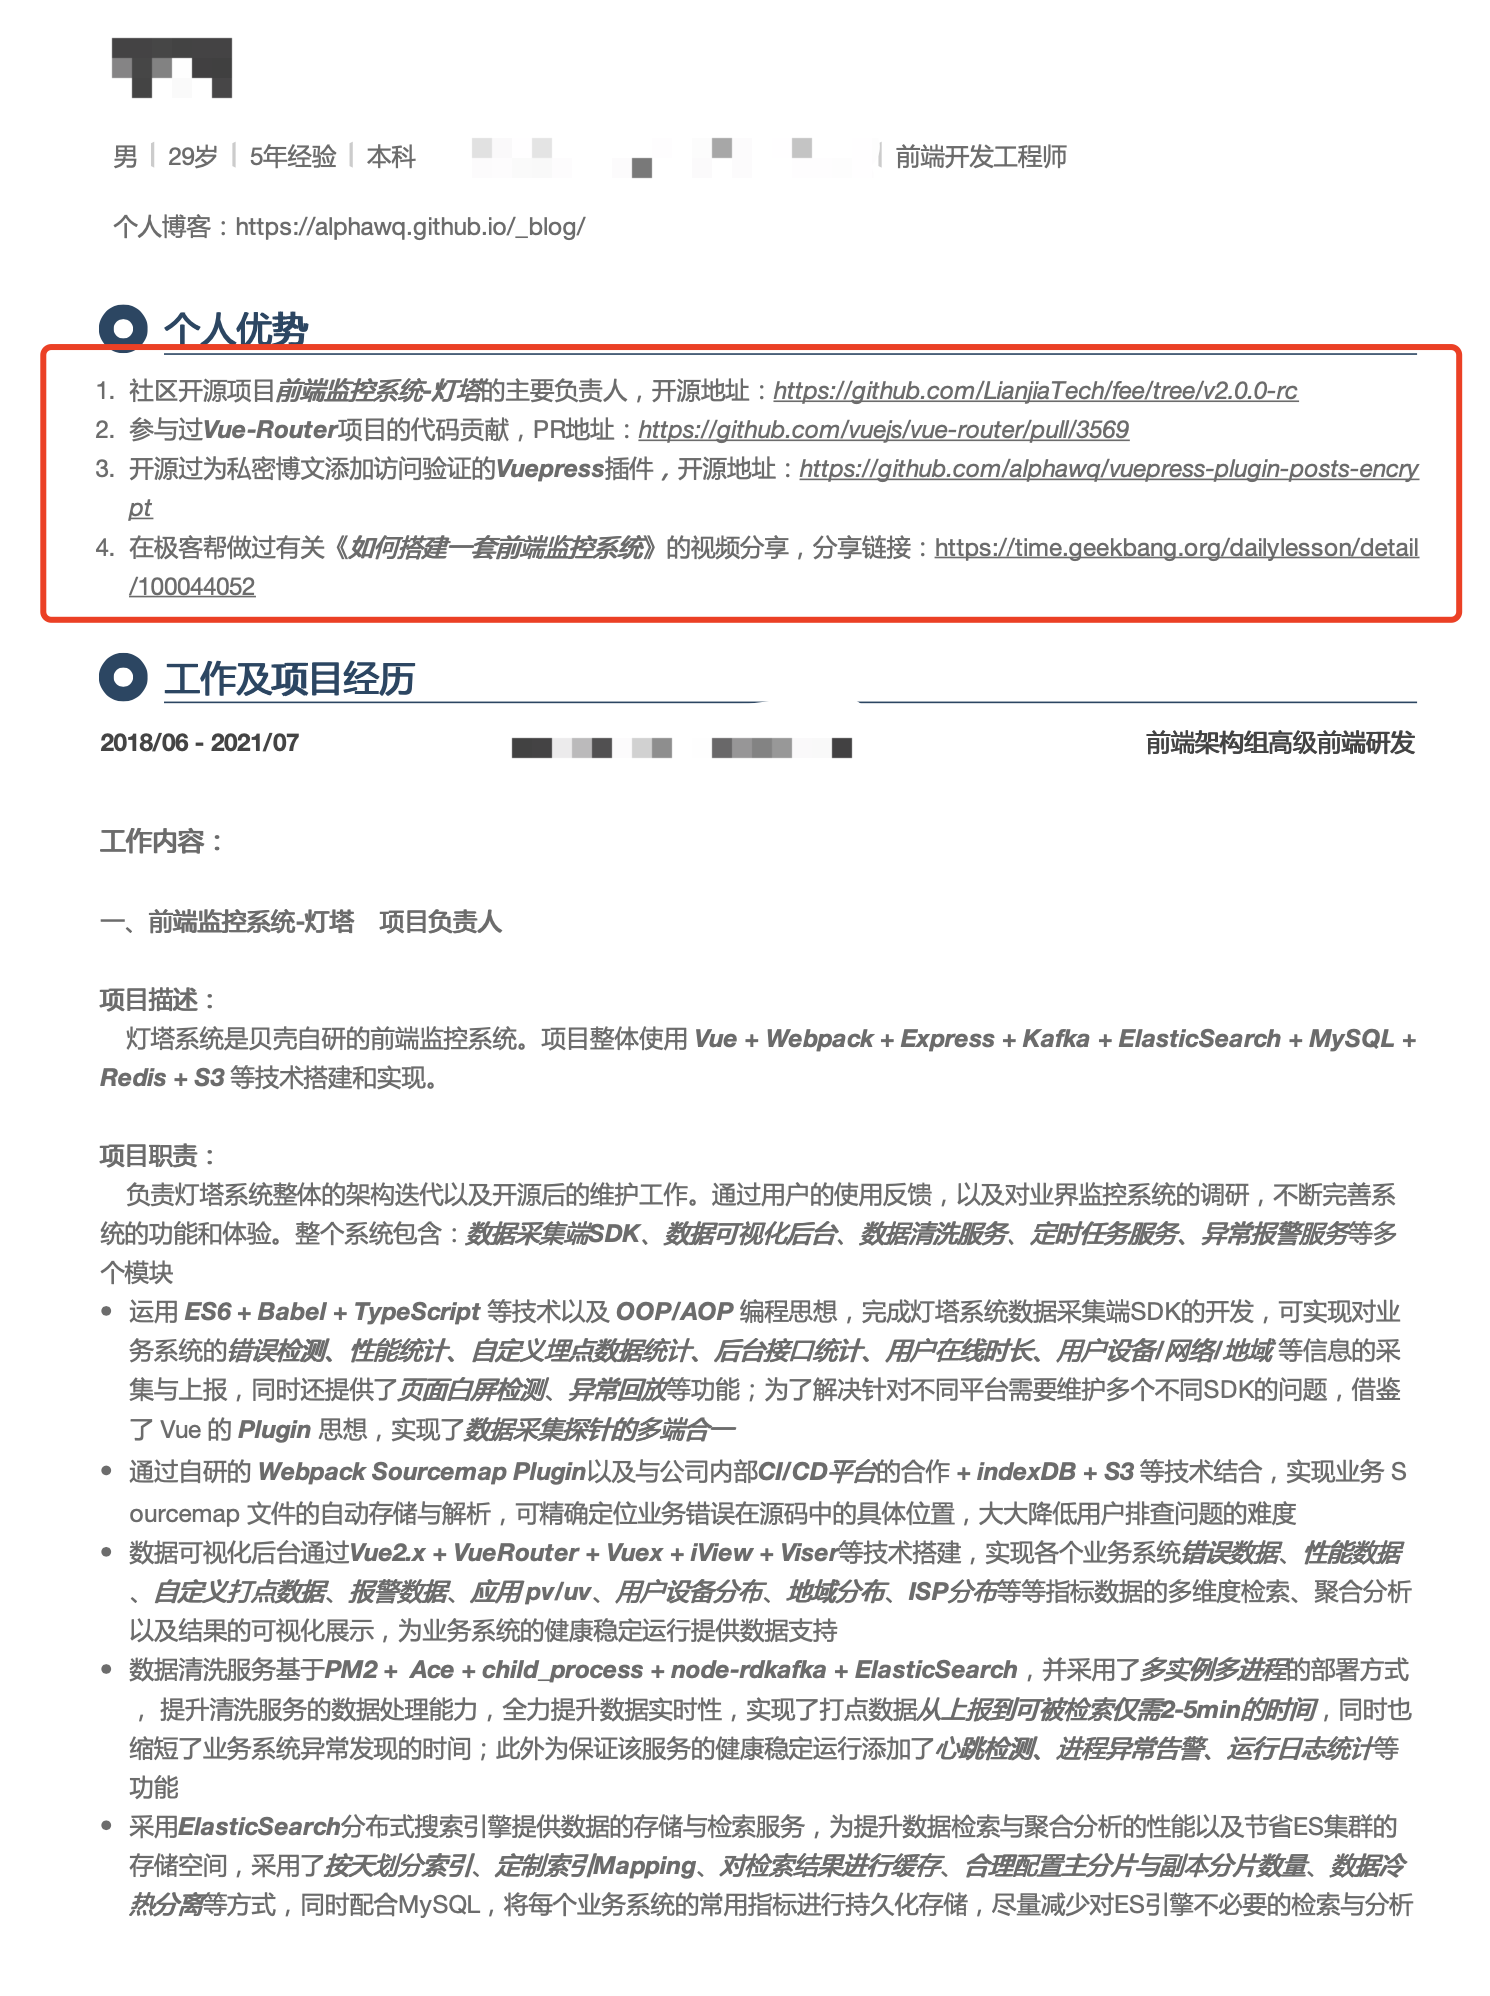 男 | 29岁 | 5年经验 | 本科 | 前端开发工程师
个人博客：https://alphawq.github.io/_blog/
个人优势
1. 社区开源项目前端监控系统-灯塔的主要负责人，开源地址：https://github.com/LianjiaTech/fee/tree/v2.0.0-rc
2. 参与过Vue-Router项目的代码贡献，PR地址：https://github.com/vuejs/vue-router/pull/3569
3. 开源过为私密博文添加访问验证的Vuepress插件，开源地址：https://github.com/alphawq/vuepress-plugin-posts-encry
pt
4. 在极客帮做过有关《如何搭建一套前端监控系统》的视频分享，分享链接：https://time.geekbang.org/dailylesson/detail
/100044052
工作及项目经历
2018/06 - 2021/07 前端架构组高级前端研发
工作内容：
一、前端监控系统-灯塔 项目负责人
项目描述：
灯塔系统是贝壳自研的前端监控系统。项目整体使用 Vue + Webpack + Express + Kafka + ElasticSearch + MySQL +
Redis + S3 等技术搭建和实现。
项目职责：
负责灯塔系统整体的架构迭代以及开源后的维护工作。通过用户的使用反馈，以及对业界监控系统的调研，不断完善系
统的功能和体验。整个系统包含：数据采集端SDK、数据可视化后台、数据清洗服务、定时任务服务、异常报警服务等多
个模块
• 运用 ES6 + Babel + TypeScript 等技术以及 OOP/AOP 编程思想，完成灯塔系统数据采集端SDK的开发，可实现对业
务系统的错误检测、性能统计、自定义埋点数据统计、后台接口统计、用户在线时长、用户设备/网络/地域 等信息的采
集与上报，同时还提供了页面白屏检测、异常回放等功能；为了解决针对不同平台需要维护多个不同SDK的问题，借鉴
了 Vue 的 Plugin 思想，实现了数据采集探针的多端合一
• 通过自研的 Webpack Sourcemap Plugin以及与公司内部CI/CD平台的合作 + indexDB + S3 等技术结合，实现业务 S
ourcemap 文件的自动存储与解析，可精确定位业务错误在源码中的具体位置，大大降低用户排查问题的难度
• 数据可视化后台通过Vue2.x + VueRouter + Vuex + iView + Viser等技术搭建，实现各个业务系统错误数据、性能数据
、自定义打点数据、报警数据、应用 pv/uv、用户设备分布、地域分布、ISP分布等等指标数据的多维度检索、聚合分析
以及结果的可视化展示，为业务系统的健康稳定运行提供数据支持
• 数据清洗服务基于PM2 + Ace + child_process + node-rdkafka + ElasticSearch，并采用了多实例多进程的部署方式
，提升清洗服务的数据处理能力，全力提升数据实时性，实现了打点数据从上报到可被检索仅需2-5min的时间，同时也
缩短了业务系统异常发现的时间；此外为保证该服务的健康稳定运行添加了心跳检测、进程异常告警、运行日志统计等
功能
• 采用ElasticSearch分布式搜索引擎提供数据的存储与检索服务，为提升数据检索与聚合分析的性能以及节省ES集群的
存储空间，采用了按天划分索引、定制索引Mapping、对检索结果进行缓存、合理配置主分片与副本分片数量、数据冷
热分离等方式，同时配合MySQL，将每个业务系统的常用指标进行持久化存储，尽量减少对ES引擎不必要的检索与分析